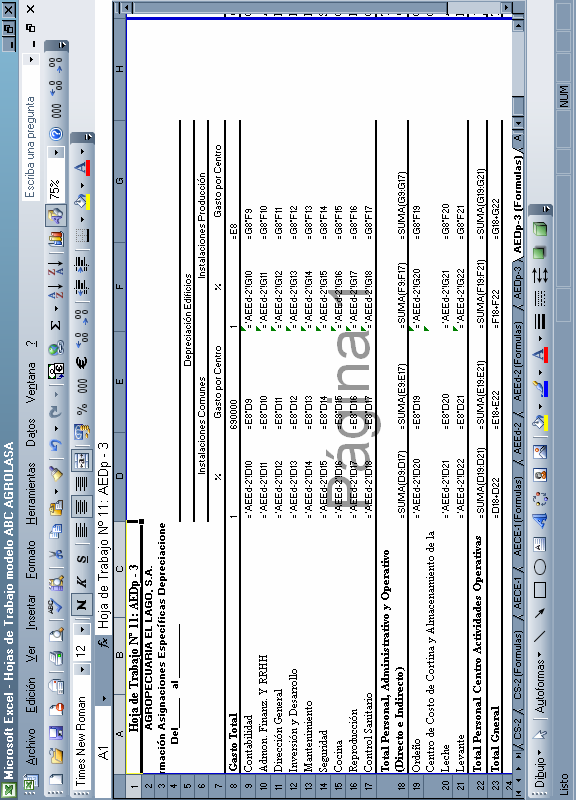 Microsoft Excel - Hojas de Trabajo modelo ABC AGROLASA
Archivo Edición Ver Insertar Formato Herramientas Datos Ventana ?
Escriba una pregunta
75%
Times New Roman 12 N K S % 000 €
A1 fx Hoja de Trabajo Nº 11: AEDp - 3
A B C D E F G H
1 Hoja de Trabajo Nº 11: AEDp - 3
2 AGROPECUARIA EL LAGO, S.A.
3 rmación Asignaciones Específicas Depreciacione
4 Del______ al______
5 Depreciación Edificios
6 Instalaciones Comunes Instalaciones Producción
7 % Gasto por Centro % Gasto por Centro
8 Gasto Total 1 690000 1 =E8
9 Contabilidad ='AEEd-2'!D10 =E8*D9 ='AEEd-2'!G10 =G8*F9
10 Admon, Finanz, Y RRHH ='AEEd-2'!D11 =E8*D10 ='AEEd-2'!G11 =G8*F10
11 Dirección General ='AEEd-2'!D12 =E8*D11 ='AEEd-2'!G12 =G8*F11
12 Inversión y Desarrollo ='AEEd-2'!D13 =E8*D12 ='AEEd-2'!G13 =G8*F12
13 Mantenimiento ='AEEd-2'!D14 =E8*D13 ='AEEd-2'!G14 =G8*F13
14 Seguridad ='AEEd-2'!D15 =E8*D14 ='AEEd-2'!G15 =G8*F14
15 Cocina ='AEEd-2'!D16 =E8*D15 ='AEEd-2'!G16 =G8*F15
16 Reproducción ='AEEd-2'!D17 =E8*D16 ='AEEd-2'!G17 =G8*F16
17 Control Sanitario ='AEEd-2'!D18 =E8*D17 ='AEEd-2'!G18 =G8*F17
Total Personal, Administrativo y Operativo
18 (Directo e Indirecto) =SUMA(D9:D17) =SUMA(E9:E17) =SUMA(F9:F17) =SUMA(G9:G17)
19 Ordeño ='AEEd-2'!D20 =E8*D19 ='AEEd-2'!G20 =G8*F19
Centro de Costo de Cortina y Almacenamiento de la
20 Leche ='AEEd-2'!D21 =E8*D20 ='AEEd-2'!G21 =G8*F20
21 Levante ='AEEd-2'!D22 =E8*D21 ='AEEd-2'!G22 =G8*F21
22 Total Personal Centro Actividades Operativas =SUMA(D19:D21) =SUMA(E19:E21) =SUMA(F19:F21) =SUMA(G19:G21)
23 Total Gneral =D18+D22 =E18+E22 =F18+F22 =G18+G22
24
Página
CS-2 CS-2 (Formulas) AECE-1 AECE-1 (Formulas) AEEd-2 AEEd-2 (Formulas) AEDp-3 AEDp-3 (Formulas) A
Dibujo Autoformas
Listo NUM